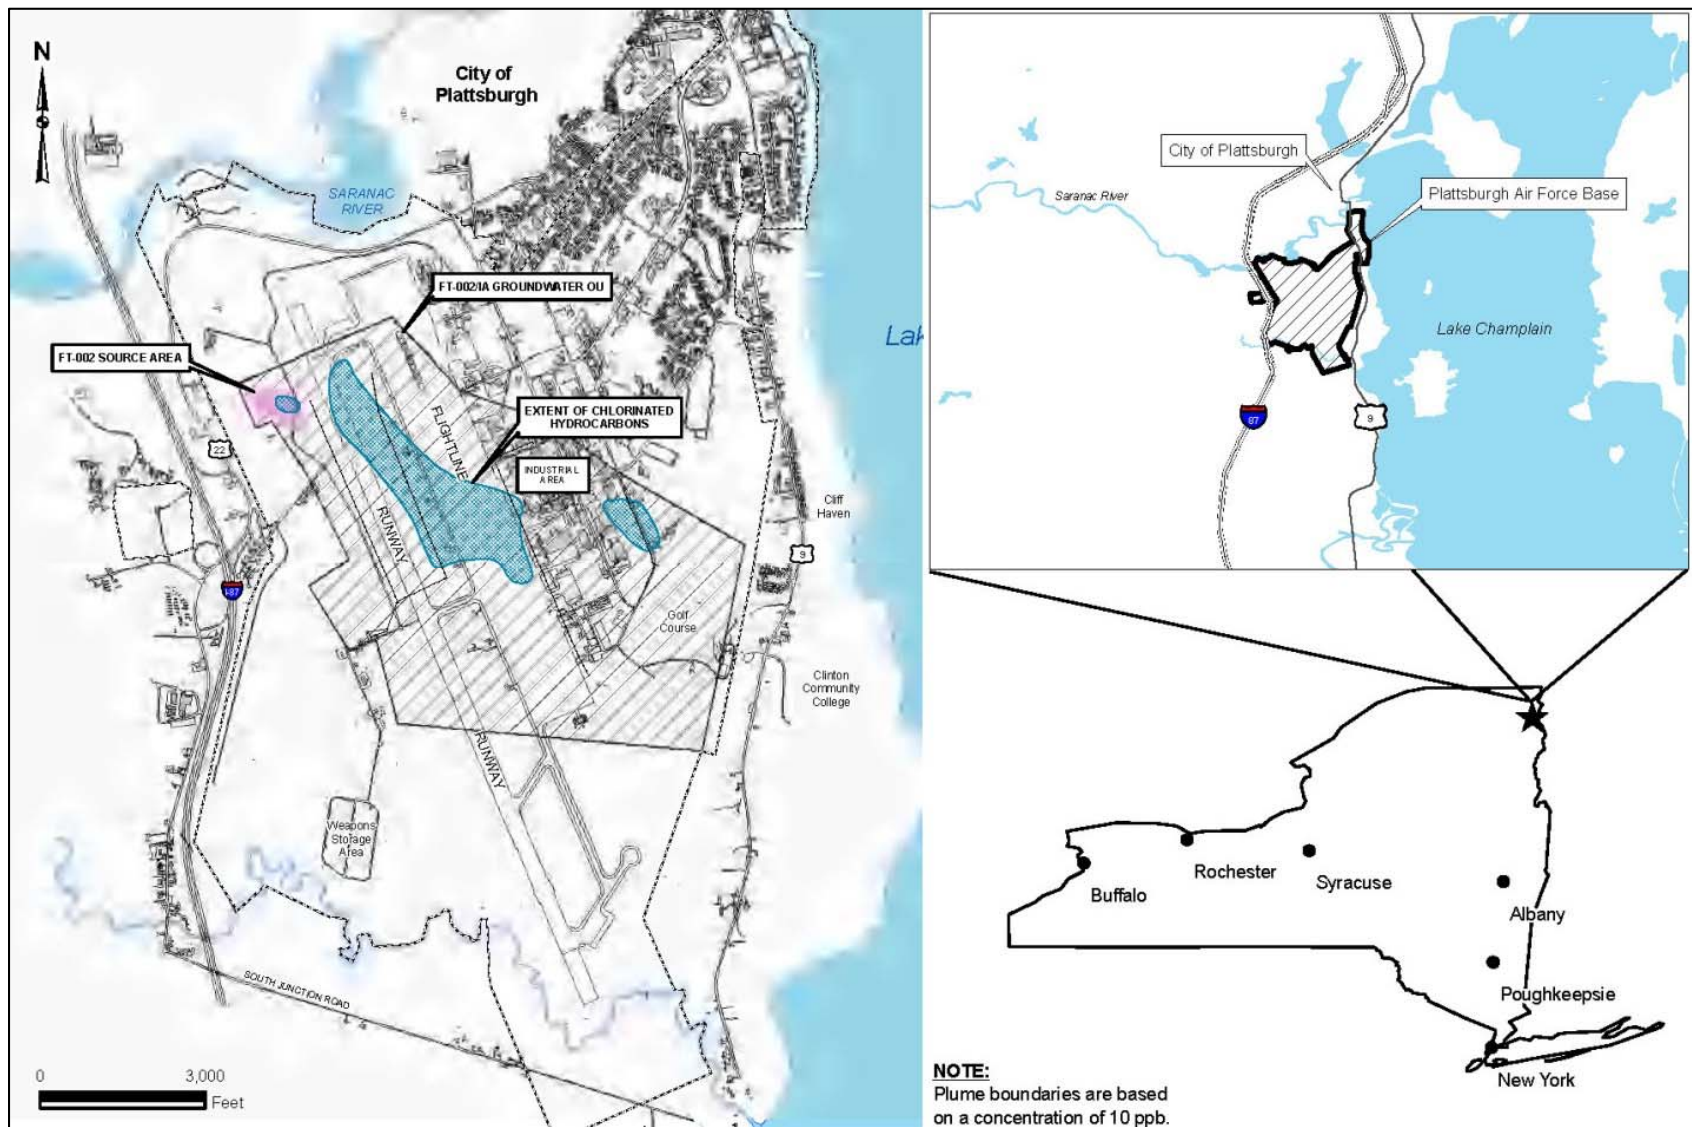 N
City of
Plattsburgh
SARANAC
RIVER
FT-002/IA GROUNDWATER OU
FT-002 SOURCE AREA
EXTENT OF CHLORINATED
HYDROCARBONS
FLIGHTLINE
INDUSTRIAL
AREA
22
RUNWAY
Cliff
Haven
9
I-87
Golf
Course
Clinton
Community
College
RUNWAY
Weapons
Storage
Area
SOUTH JUNCTION ROAD
0 3,000
Feet
Lak
City of Plattsburgh
Saranac River
Plattsburgh Air Force Base
Lake Champlain
87
9
Buffalo
Rochester
Syracuse
Albany
Poughkeepsie
New York
NOTE:
Plume boundaries are based
on a concentration of 10 ppb.